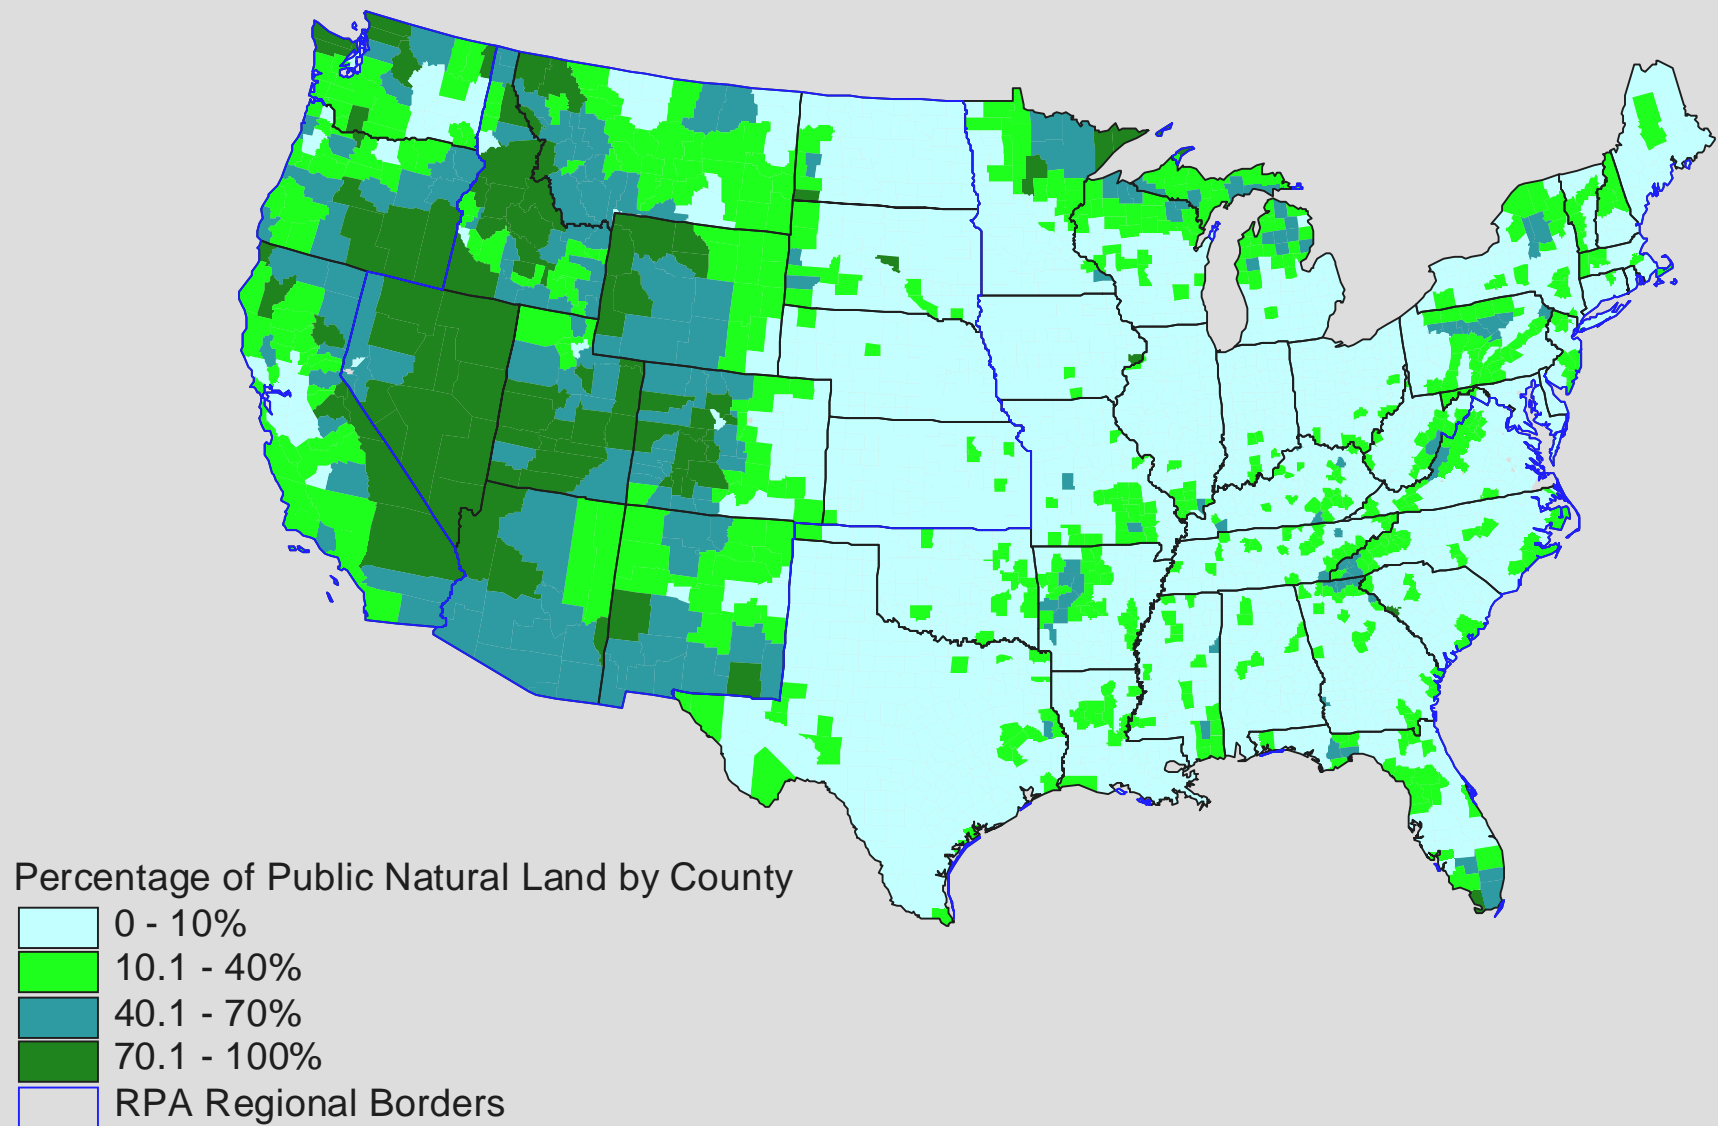 Percentage of Public Natural Land by County
0 - 10%
10.1 - 40%
40.1 - 70%
70.1 - 100%
RPA Regional Borders